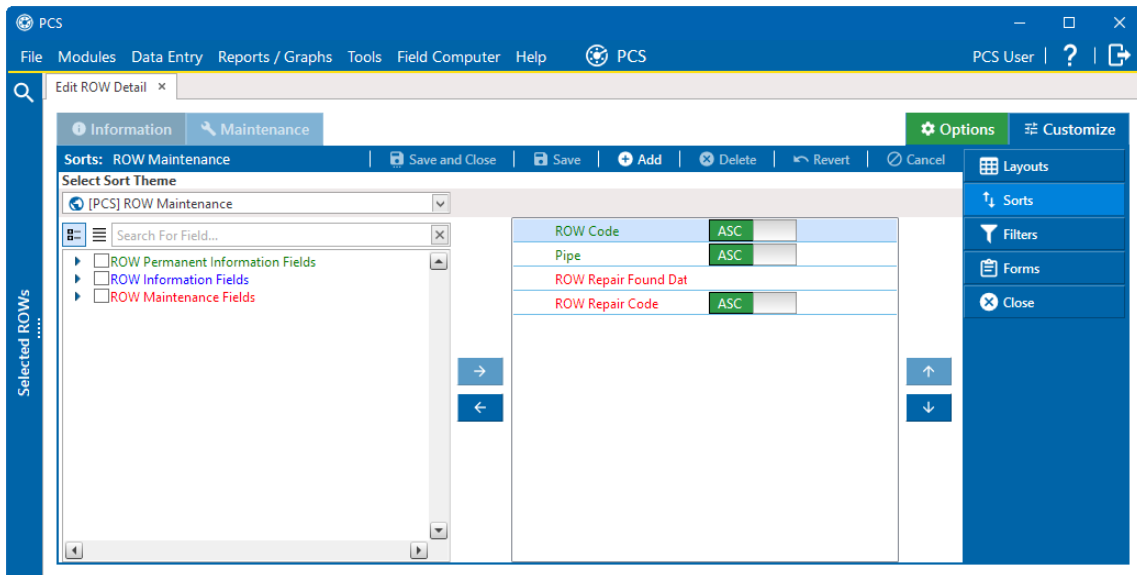 PCS
File Modules Data Entry Reports / Graphs Tools Field Computer Help PCS PCS User | ? |
Edit ROW Detail ×
Information Maintenance Options Customize
Sorts: ROW Maintenance | Save and Close | Save | Add | Delete | Revert | Cancel
Select Sort Theme
[PCS] ROW Maintenance
Search For Field...
ROW Permanent Information Fields
ROW Information Fields
ROW Maintenance Fields
ROW Code ASC
Pipe ASC
ROW Repair Found Dat
ROW Repair Code ASC
Layouts
Sorts
Filters
Forms
Close
Selected ROWs